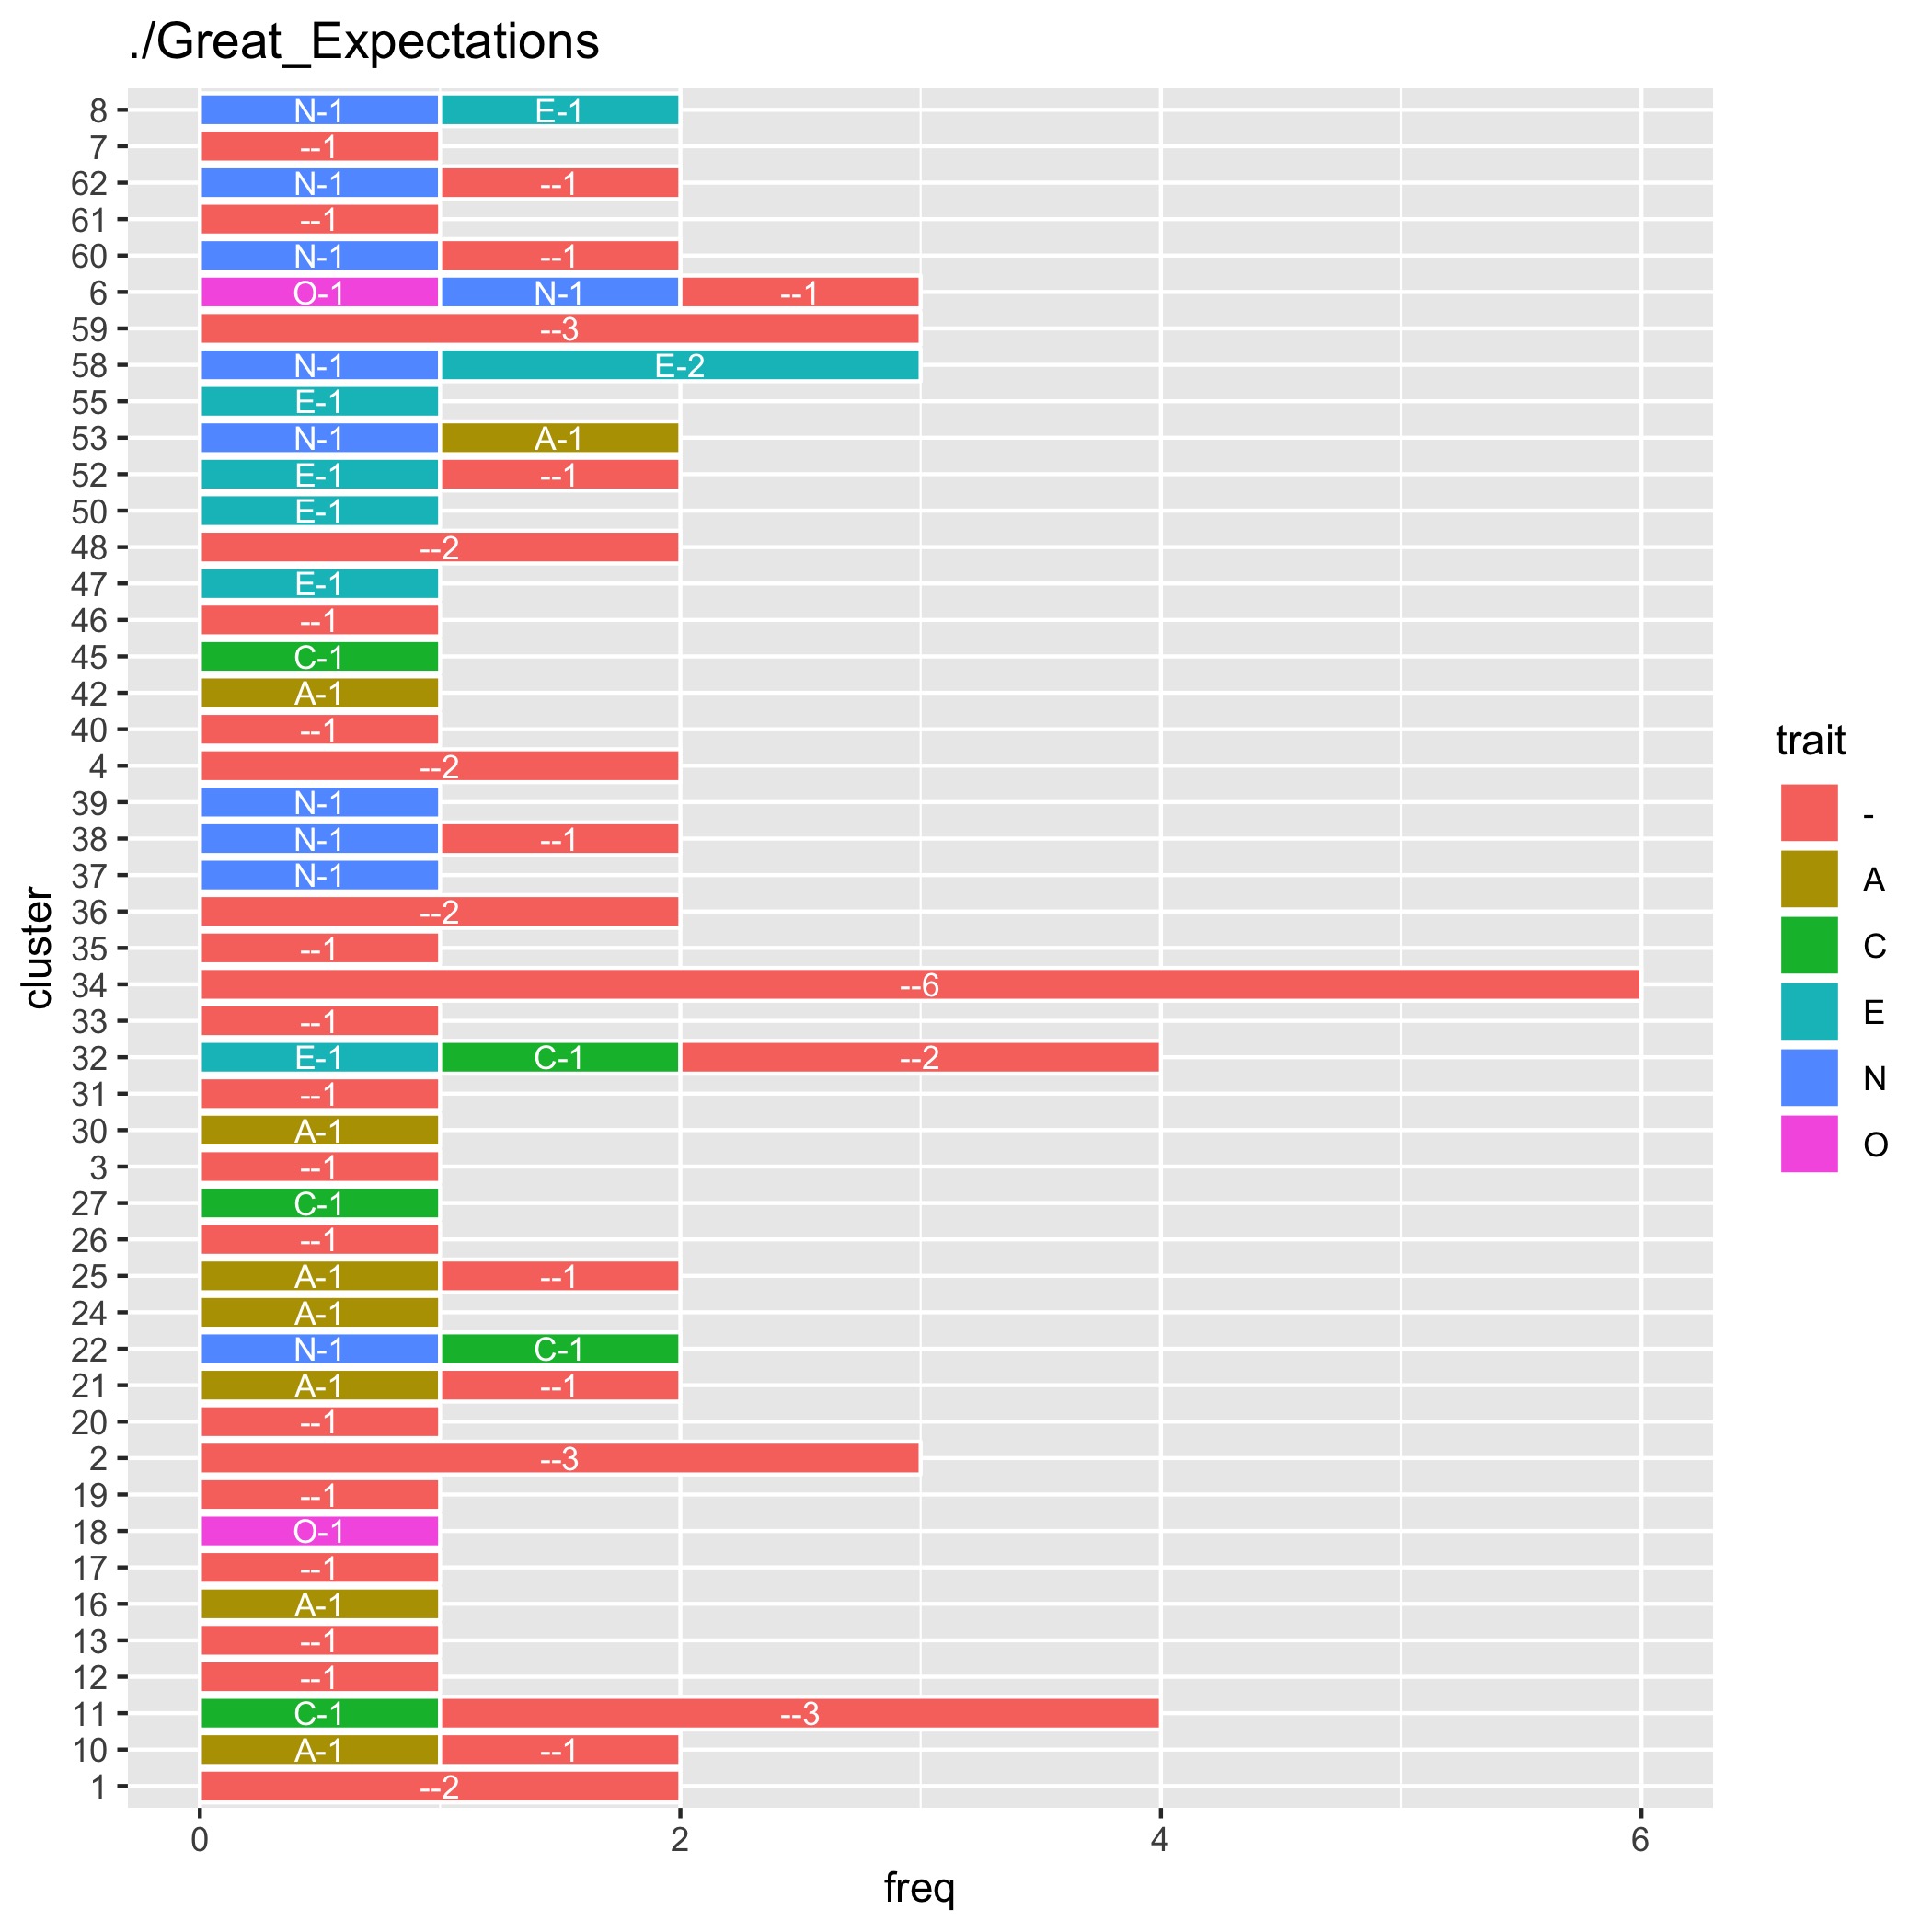 ./Great_Expectations
8 N-1 E-1
7 --1
62 N-1 --1
61 --1
60 N-1 --1
6 O-1 N-1 --1
59 --3
58 N-1 E-2
55 E-1
53 N-1 A-1
52 E-1 --1
50 E-1
48 --2
47 E-1
46 --1
45 C-1
42 A-1
40 --1
4 --2
39 N-1
38 N-1 --1
37 N-1
36 --2
35 --1
34 --6
33 --1
32 E-1 C-1 --2
31 --1
30 A-1
3 --1
27 C-1
26 --1
25 A-1 --1
24 A-1
22 N-1 C-1
21 A-1 --1
20 --1
2 --3
19 --1
18 O-1
17 --1
16 A-1
13 --1
12 --1
11 C-1 --3
10 A-1 --1
1 --2
0 2 4 6
freq
cluster
trait
-
A
C
E
N
O